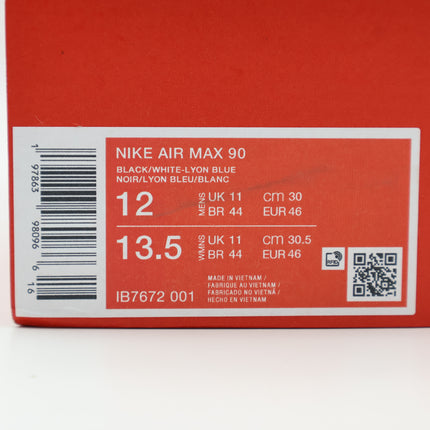 NIKE AIR MAX 90
BLACK/WHITE-LYON BLUE
NOIR/LYON BLEU/BLANC
12 MENS UK 11 cm 30
BR 44 EUR 46
13.5 WMNS UK 11 cm 30.5
BR 44 EUR 46
IB7672 001
MADE IN VIETNAM /
FABRIQUE AU VIETNAM /
FABRICADO NO VIETNÃ /
HECHO EN VIETNAM
RFID
1 97863 98096 6 16